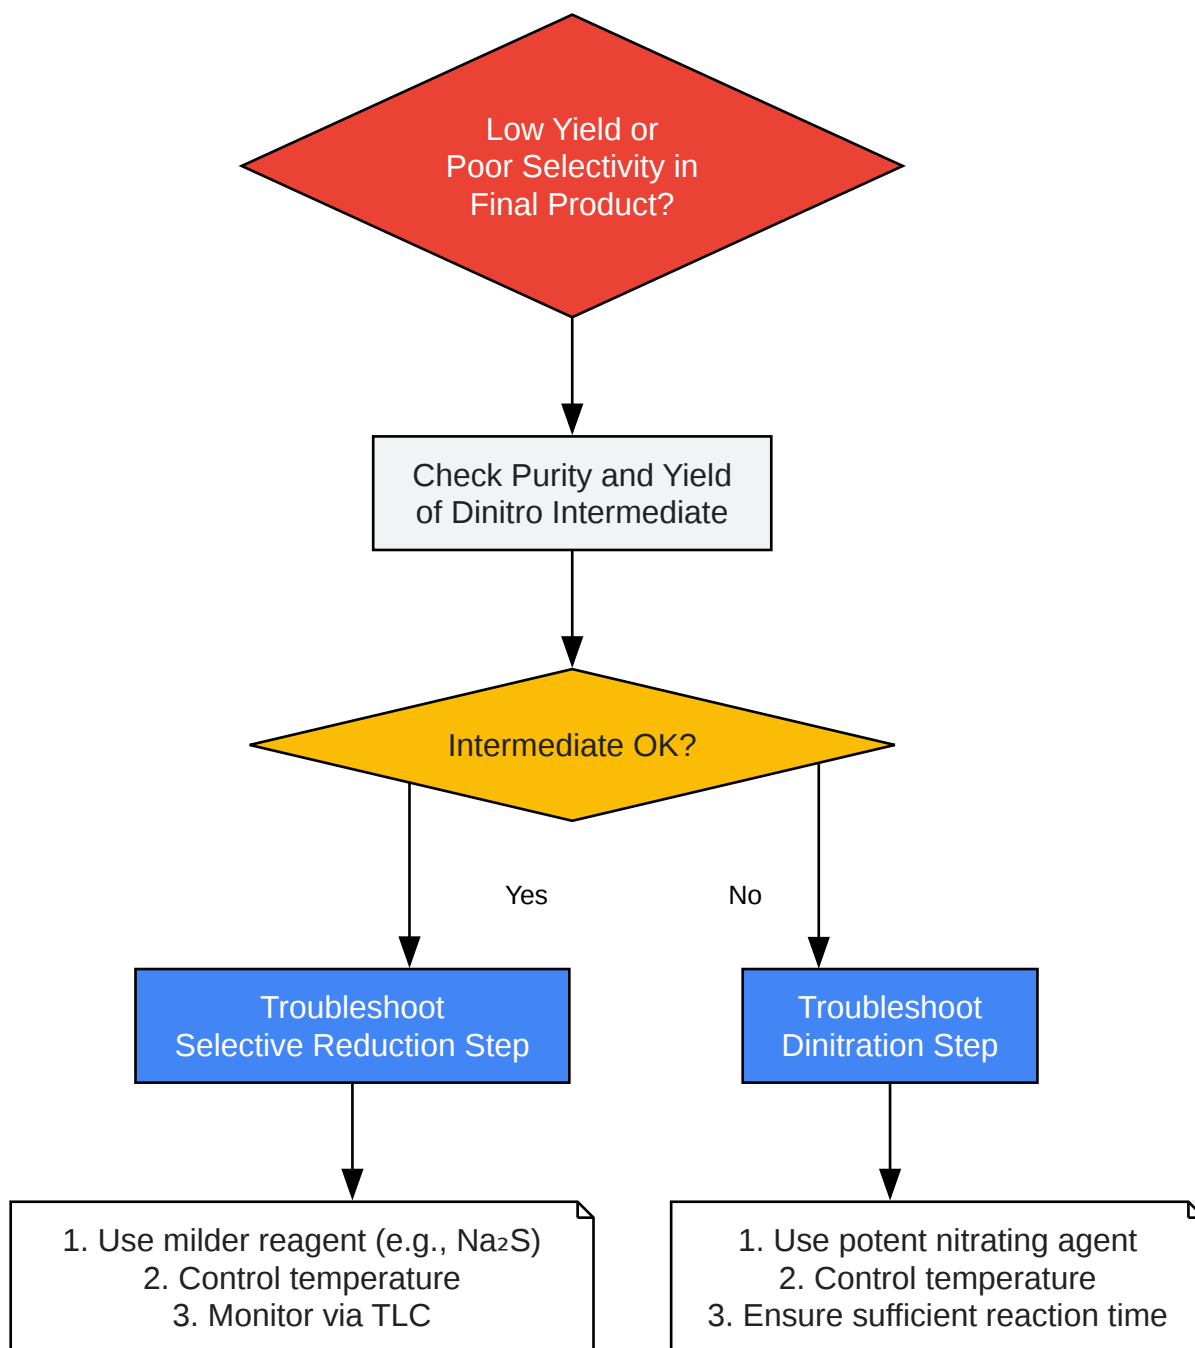 Low Yield or
Poor Selectivity in
Final Product?
Check Purity and Yield
of Dinitro Intermediate
Intermediate OK?
Yes
No
Troubleshoot
Selective Reduction Step
Troubleshoot
Dinitration Step
1. Use milder reagent (e.g., Na₂S)
2. Control temperature
3. Monitor via TLC
1. Use potent nitrating agent
2. Control temperature
3. Ensure sufficient reaction time